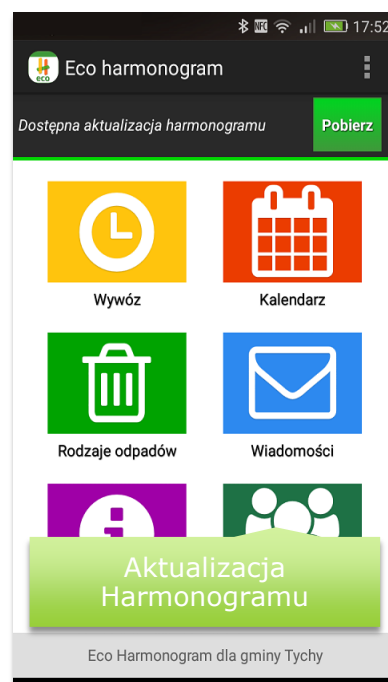 NFC 17:52
eco
Eco harmonogram
Dostępna aktualizacja harmonogramu Pobierz
Wywóz Kalendarz
Rodzaje odpadów Wiadomości
Aktualizacja
Harmonogramu
Eco Harmonogram dla gminy Tychy